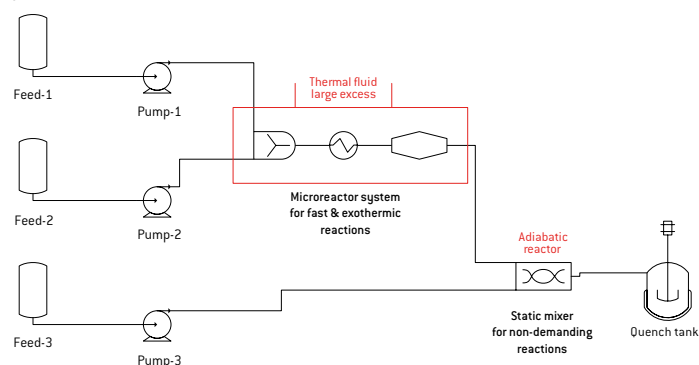 Feed-1
Pump-1
Thermal fluid
large excess
Feed-2
Pump-2
Microreactor system
for fast & exothermic
reactions
Adiabatic
reactor
Feed-3
Pump-3
Static mixer
for non-demanding
reactions
Quench tank